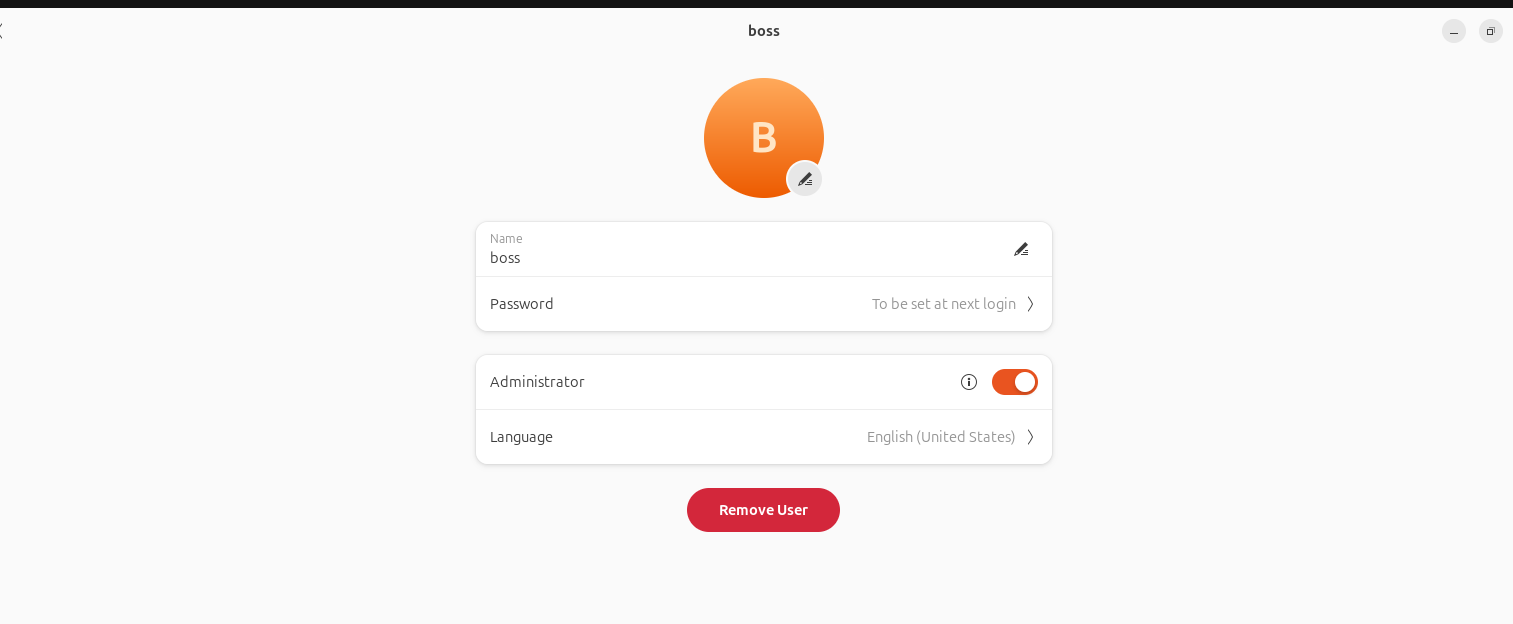 boss
B
Name
boss
Password To be set at next login
Administrator
Language English (United States)
Remove User